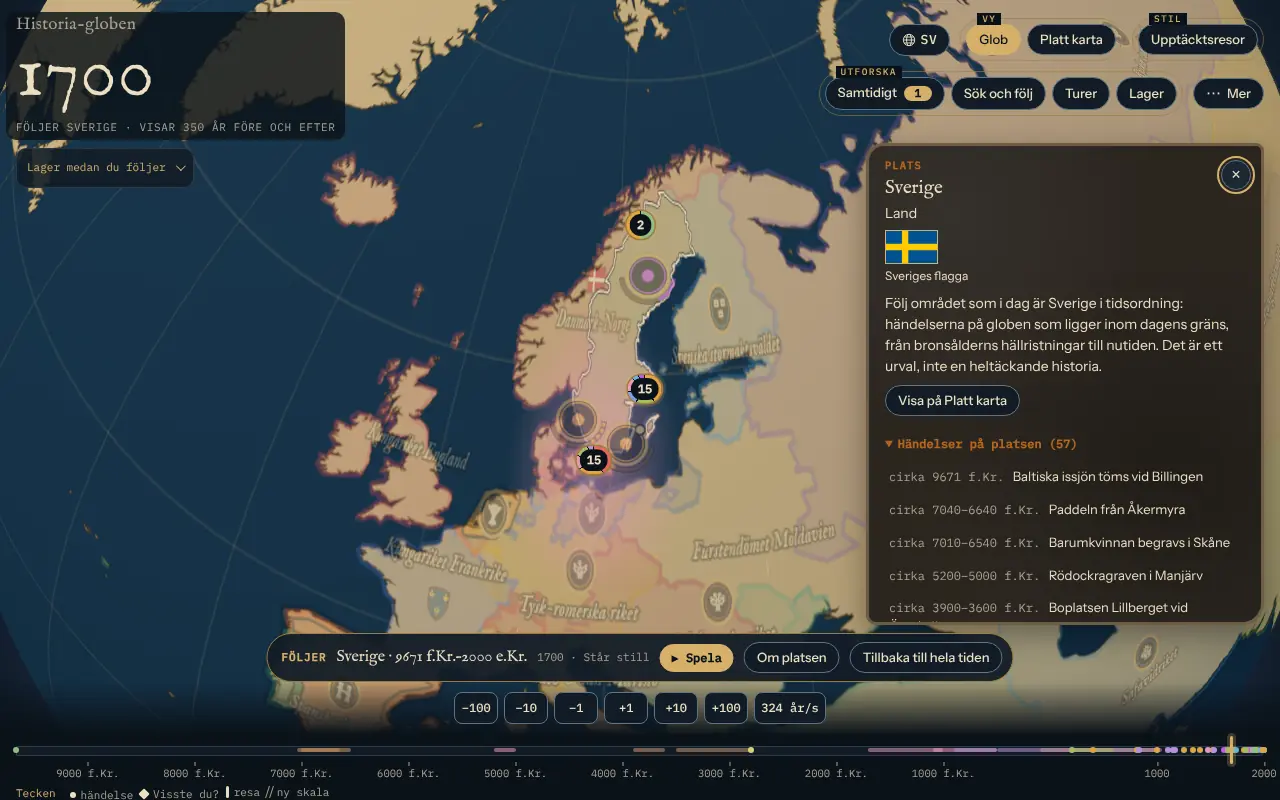 Historia-globen
1700
FÖLJER SVERIGE · VISAR 350 ÅR FÖRE OCH EFTER
Lager medan du följer
SV
VY
Glob
Platt karta
STIL
Upptäcktsresor
UTFORSKA
Samtidigt 1
Sök och följ
Turer
Lager
··· Mer
PLATS
Sverige
Land
Sveriges flagga
Följ området som i dag är Sverige i tidsordning:
händelserna på globen som ligger inom dagens gräns,
från bronsålderns hällristningar till nutiden. Det är ett
urval, inte en heltäckande historia.
Visa på Platt karta
▼ Händelser på platsen (57)
cirka 9671 f.Kr. Baltiska issjön töms vid Billingen
cirka 7040–6640 f.Kr. Paddeln från Åkermyra
cirka 7010–6540 f.Kr. Barumkvinnan begravs i Skåne
cirka 5200–5000 f.Kr. Rödockragraven i Manjärv
cirka 3900–3600 f.Kr. Boplatsen Lillberget vid
2
15
15
Danmark-Norge
Svenska stormaktsväldet
Kungariket England
Kungariket Frankrike
Furstendömet Moldavien
Tysk-romerska riket
FÖLJER Sverige · 9671 f.Kr.–2000 e.Kr. 1700 · Står still ▶ Spela Om platsen Tillbaka till hela tiden
−100 −10 −1 +1 +10 +100 324 år/s
9000 f.Kr. 8000 f.Kr. 7000 f.Kr. 6000 f.Kr. 5000 f.Kr. 4000 f.Kr. 3000 f.Kr. 2000 f.Kr. 1000 f.Kr. 1000 2000
Tecken händelse Visste du? resa // ny skala